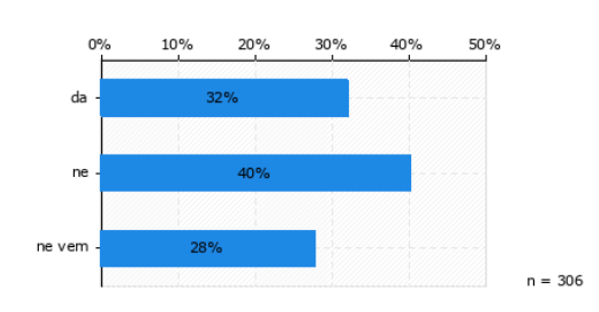 0% 10% 20% 30% 40% 50%
da 32%
ne 40%
ne vem 28%
n = 306